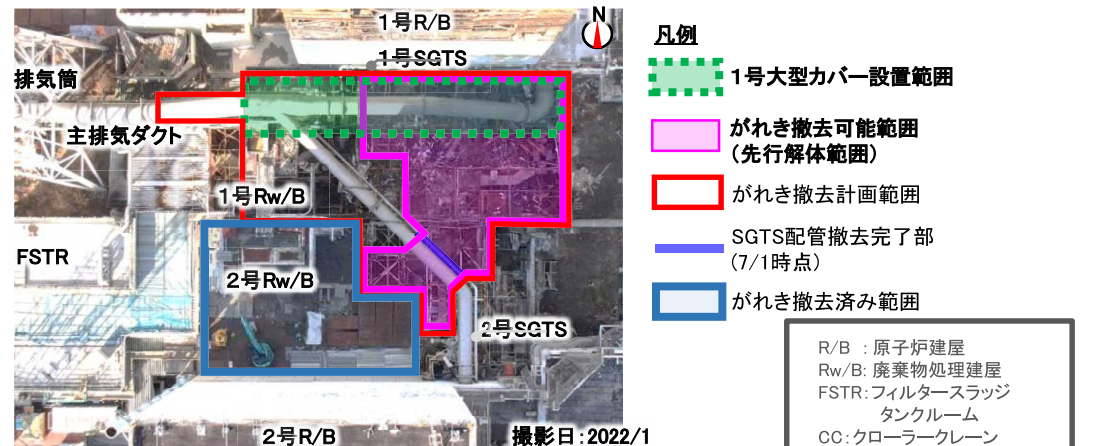 1号R/B
N
1号SGTS
排気筒
主排気ダクト
1号Rw/B
FSTR
2号Rw/B
2号SGTS
2号R/B
撮影日：2022/1
凡例
1号大型カバー設置範囲
がれき撤去可能範囲
（先行解体範囲）
がれき撤去計画範囲
SGTS配管撤去完了部
(7/1時点)
がれき撤去済み範囲
R/B ：原子炉建屋
Rw/B：廃棄物処理建屋
FSTR：フィルタースラッジ
タンクルーム
CC：クローラークレーン